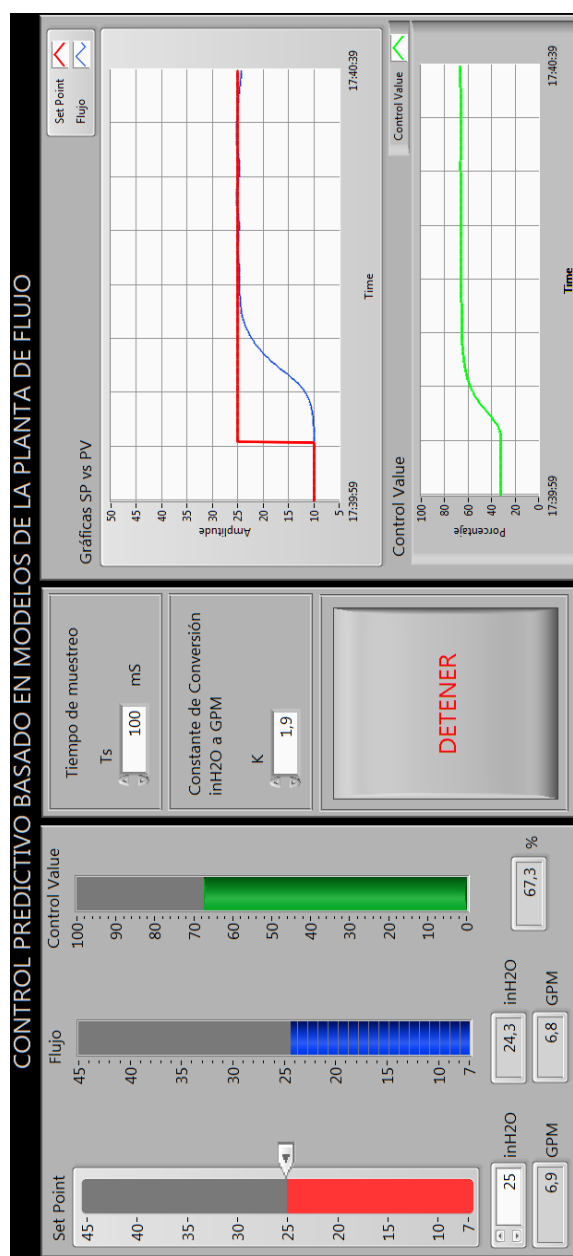 CONTROL PREDICTIVO BASADO EN MODELOS DE LA PLANTA DE FLUJO
Set Point
45-
40-
35-
30-
25-
20-
15-
10-
7-
25
inH2O
6,9
GPM
Flujo
45-
40-
35-
30-
25-
20-
15-
10-
7-
24,3
inH2O
6,8
GPM
Control Value
100-
90-
80-
70-
60-
50-
40-
30-
20-
10-
0-
67,3
%
Tiempo de muestreo
Ts
100
mS
Constante de Conversión
inH2O a GPM
K
1,9
DETENER
Gráficas SP vs PV
Set Point
Flujo
Amplitude
50-
45-
40-
35-
30-
25-
20-
15-
10-
5-
17:39:59
17:40:39
Time
Control Value
Control Value
Porcentaje
100-
80-
60-
40-
20-
0-
17:39:59
17:40:39
Time